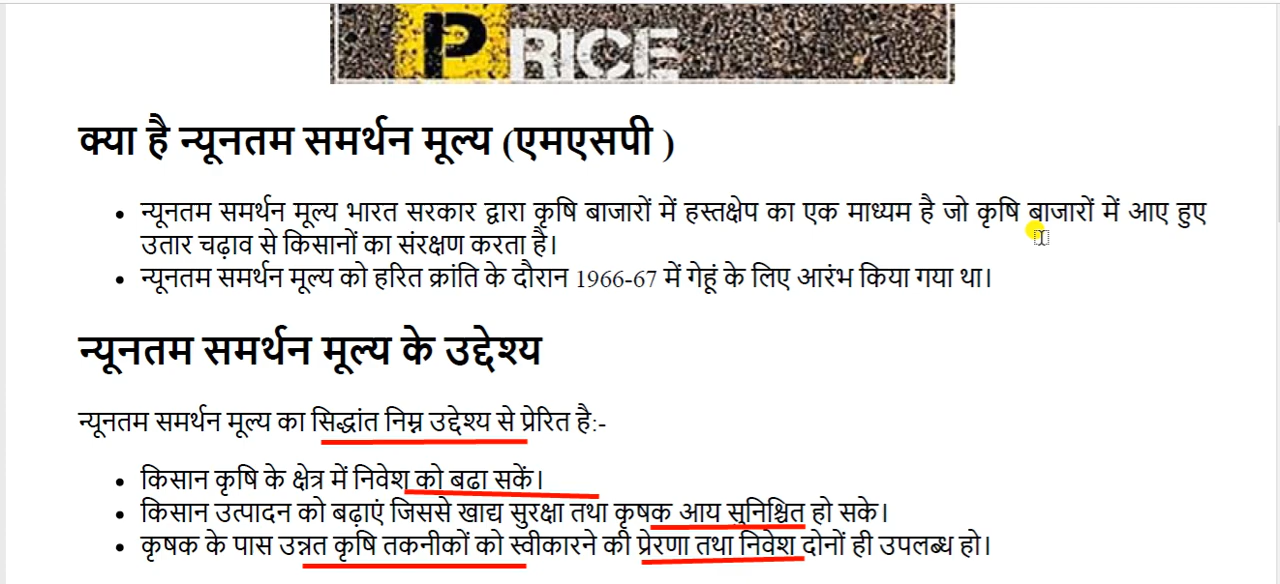 PRICE
क्या है न्यूनतम समर्थन मूल्य (एमएसपी )
• न्यूनतम समर्थन मूल्य भारत सरकार द्वारा कृषि बाजारों में हस्तक्षेप का एक माध्यम है जो कृषि बाजारों में आए हुए
उतार चढ़ाव से किसानों का संरक्षण करता है।
• न्यूनतम समर्थन मूल्य को हरित क्रांति के दौरान 1966-67 में गेहूं के लिए आरंभ किया गया था।
न्यूनतम समर्थन मूल्य के उद्देश्य
न्यूनतम समर्थन मूल्य का सिद्धांत निम्न उद्देश्य से प्रेरित है:-
• किसान कृषि के क्षेत्र में निवेश को बढा सकें।
• किसान उत्पादन को बढ़ाएं जिससे खाद्य सुरक्षा तथा कृषक आय सुनिश्चित हो सके।
• कृषक के पास उन्नत कृषि तकनीकों को स्वीकारने की प्रेरणा तथा निवेश दोनों ही उपलब्ध हो।